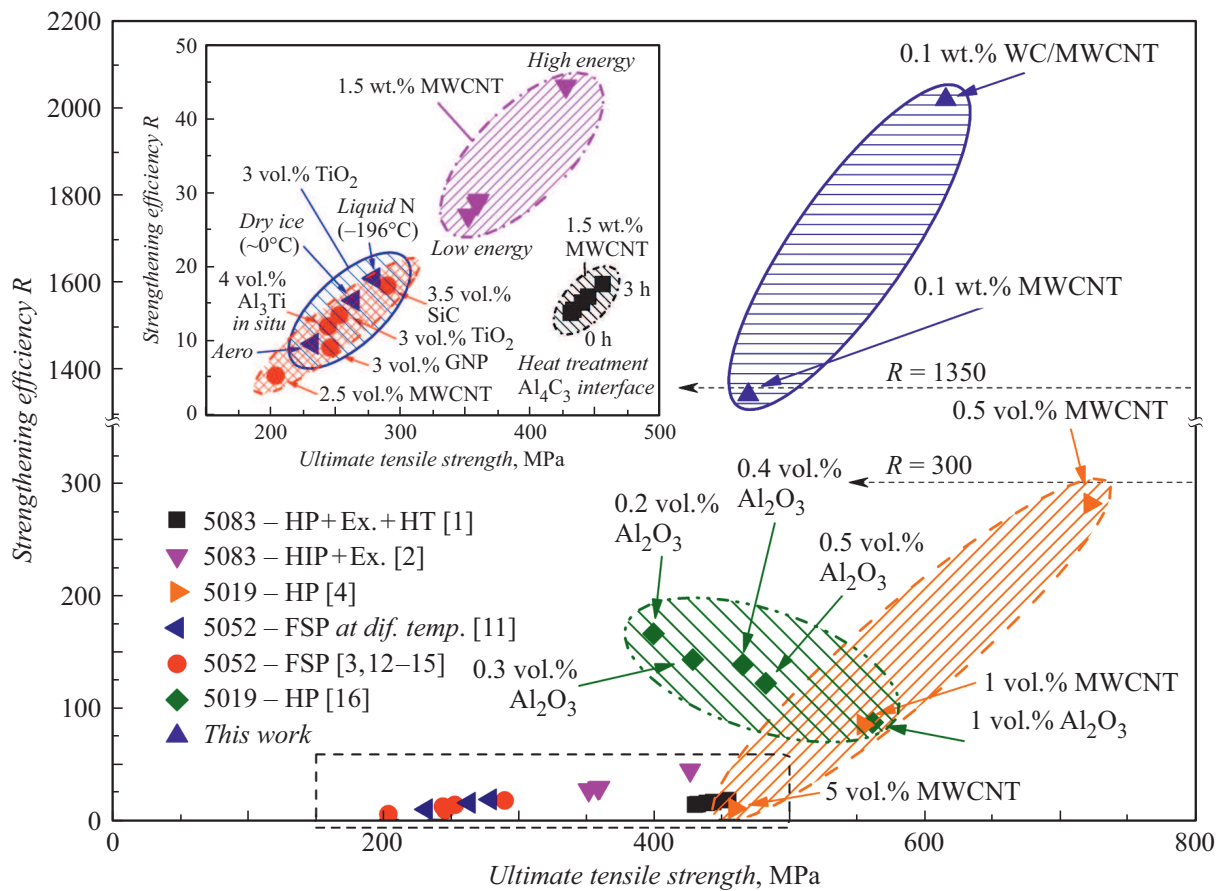 2200
2000
1800
1600
1400
300
200
100
0
Strengthening efficiency R
0
200
400
600
800
Ultimate tensile strength, MPa
50
40
30
20
10
0
Strengthening efficiency R
200
300
400
500
Ultimate tensile strength, MPa
High energy
1.5 wt.% MWCNT
3 vol.% TiO₂
Dry ice
(~0°C)
Liquid N
(–196°C)
Low energy
4 vol.%
Al₃Ti
in situ
Aero
3.5 vol.%
SiC
3 vol.% TiO₂
3 vol.% GNP
2.5 vol.% MWCNT
1.5 wt.%
MWCNT
3 h
0 h
Heat treatment
Al₄C₃ interface
0.1 wt.% WC/MWCNT
0.1 wt.% MWCNT
R = 1350
0.5 vol.% MWCNT
R = 300
0.4 vol.%
Al₂O₃
0.2 vol.%
Al₂O₃
0.5 vol.%
Al₂O₃
0.3 vol.%
Al₂O₃
1 vol.% MWCNT
1 vol.% Al₂O₃
5 vol.% MWCNT
5083 – HP + Ex. + HT [1]
5083 – HIP + Ex. [2]
5019 – HP [4]
5052 – FSP at dif. temp. [11]
5052 – FSP [3,12–15]
5019 – HP [16]
This work